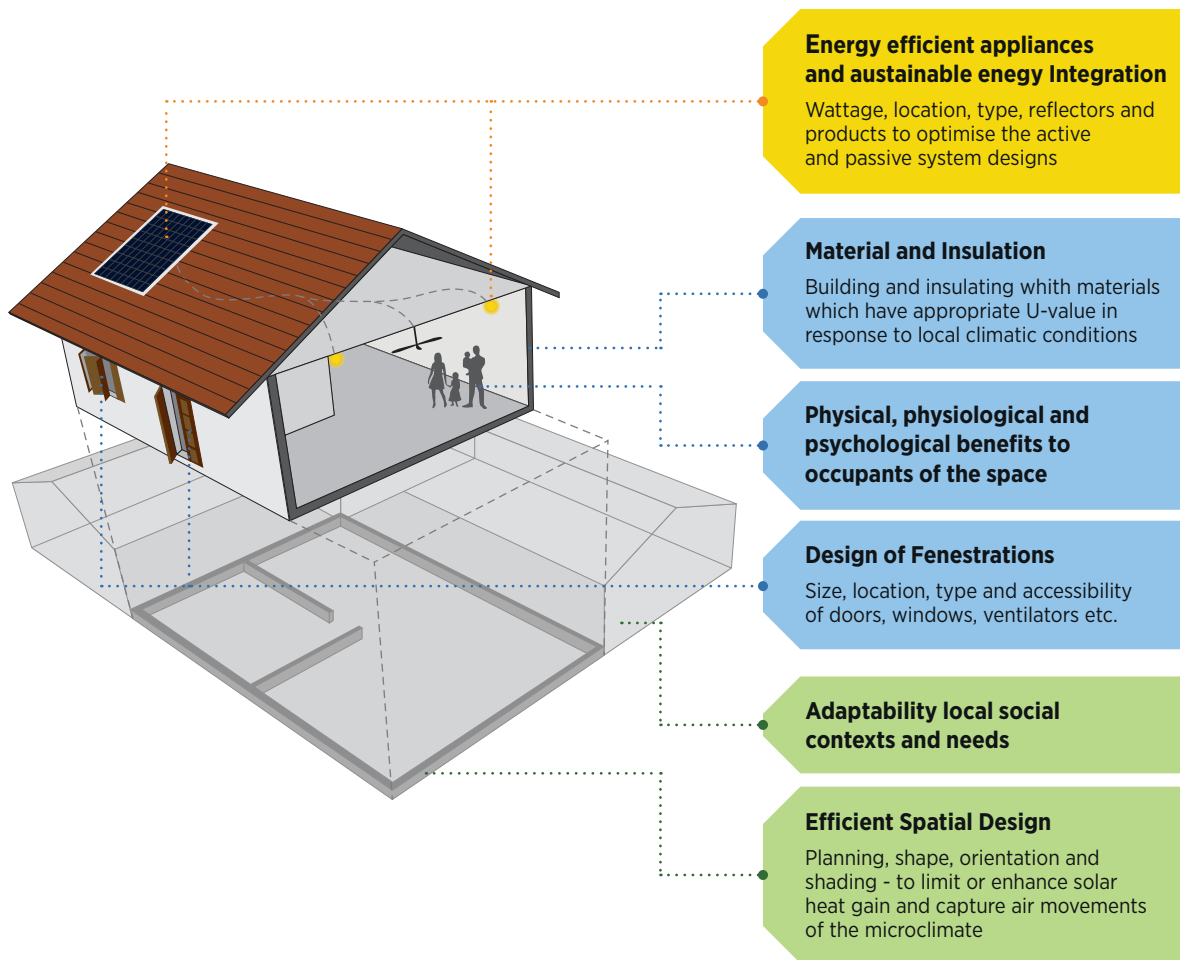 Energy efficient appliances
and austainable enegy Integration
Wattage, location, type, reflectors and
products to optimise the active
and passive system designs
Material and Insulation
Building and insulating whith materials
which have appropriate U-value in
response to local climatic conditions
Physical, physiological and
psychological benefits to
occupants of the space
Design of Fenestrations
Size, location, type and accessibility
of doors, windows, ventilators etc.
Adaptability local social
contexts and needs
Efficient Spatial Design
Planning, shape, orientation and
shading - to limit or enhance solar
heat gain and capture air movements
of the microclimate